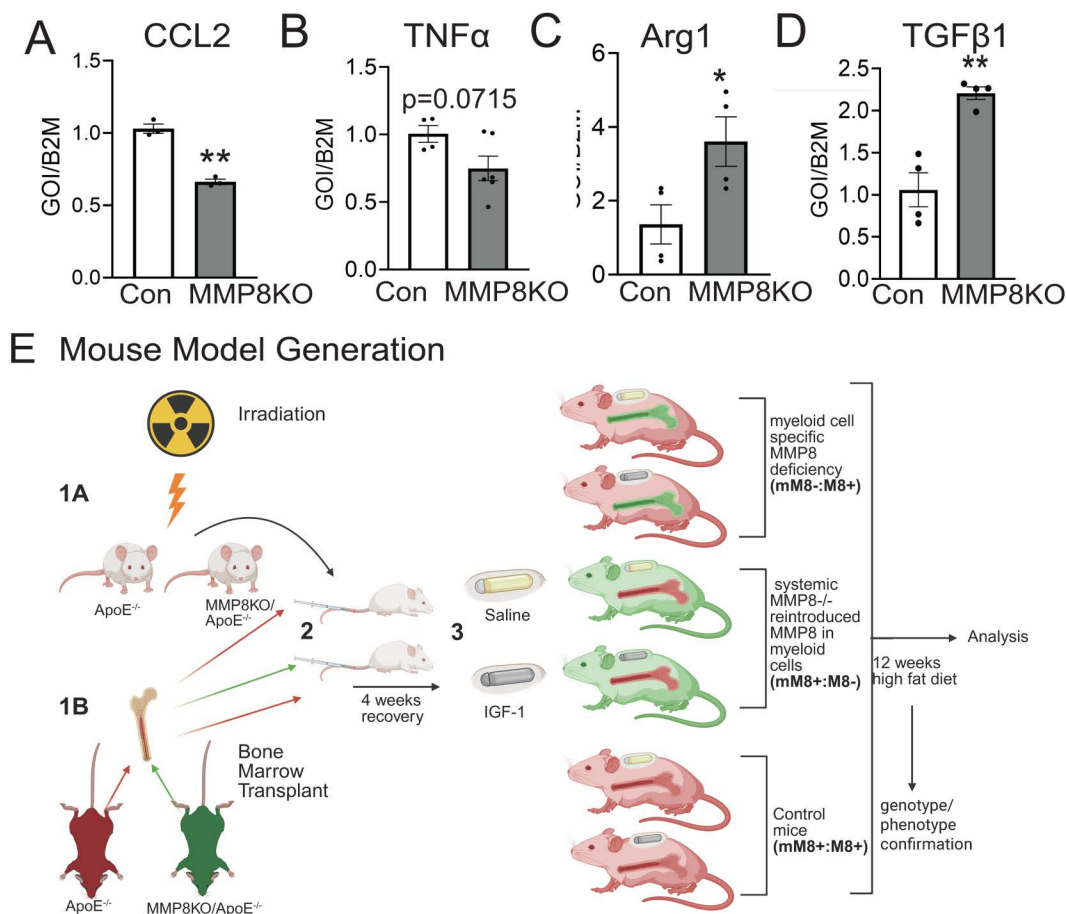 A
CCL2
GOI/B2M
1.5
1.0
0.5
0.0
**
Con
MMP8KO
B
TNFα
GOI/B2M
1.5
1.0
0.5
0.0
p=0.0715
Con
MMP8KO
C
Arg1
GOI/B2M
6
4
2
0
*
Con
MMP8KO
D
TGFβ1
GOI/B2M
2.5
2.0
1.5
1.0
0.5
0.0
**
Con
MMP8KO
E Mouse Model Generation
Irradiation
1A
ApoE-/-
MMP8KO/
ApoE-/-
1B
Bone
Marrow
Transplant
ApoE-/-
MMP8KO/ApoE-/-
2
4 weeks
recovery
3
Saline
IGF-1
myeloid cell
specific
MMP8
deficiency
(mM8-:M8+)
systemic
MMP8-/-
reintroduced
MMP8 in
myeloid
cells
(mM8+:M8-)
Control
mice
(mM8+:M8+)
12 weeks
high fat diet
Analysis
genotype/
phenotype
confirmation